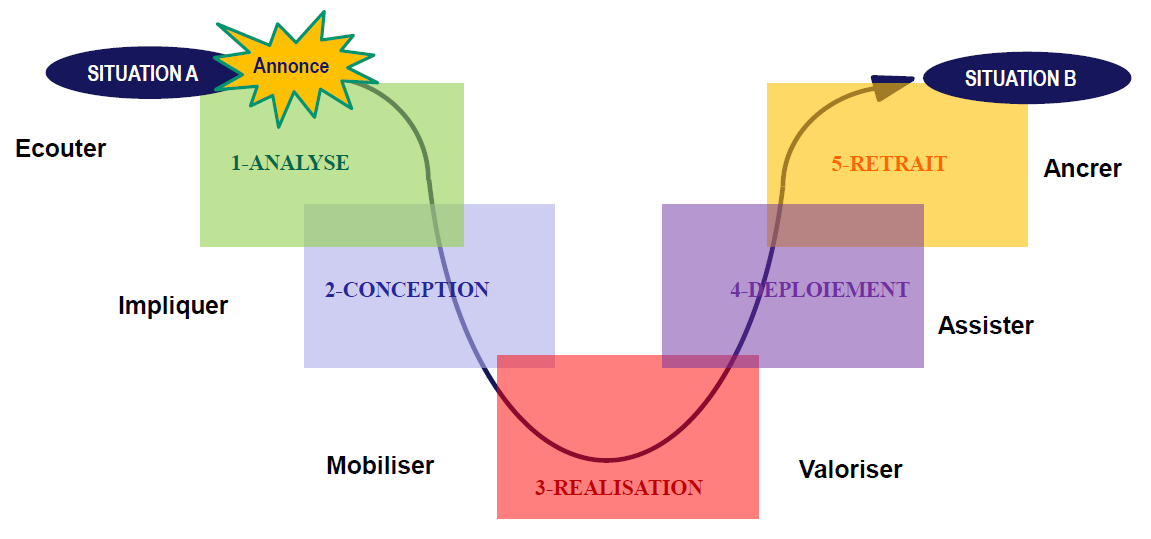 SITUATION A
Annonce
SITUATION B
Ecouter
1-ANALYSE
5-RETRAIT
Ancrer
Impliquer
2-CONCEPTION
4-DEPLOIEMENT
Assister
Mobiliser
3-REALISATION
Valoriser